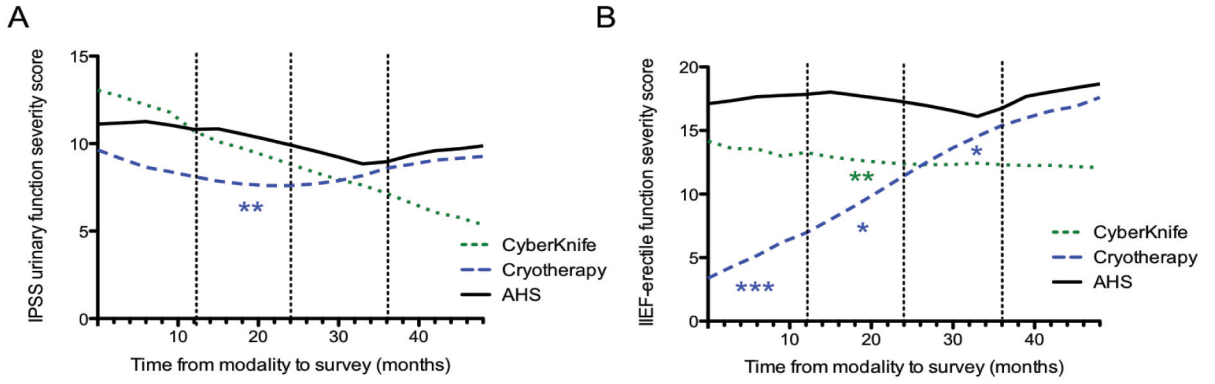 A
IPSS urinary function severity score
15
10
5
0
**
CyberKnife
Cryotherapy
AHS
10
20
30
40
Time from modality to survey (months)
B
IIEF-erectile function severity score
20
15
10
5
0
***
**
*
*
CyberKnife
Cryotherapy
AHS
10
20
30
40
Time from modality to survey (months)